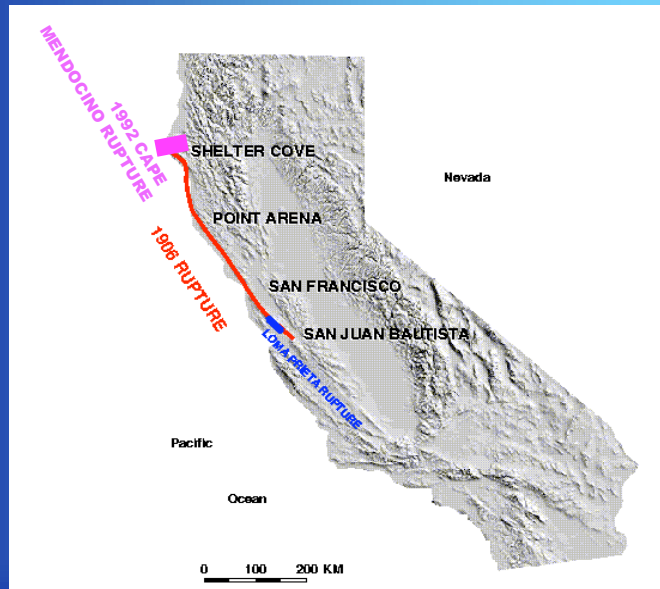 1992 CAPE
MENDOCINO RUPTURE
SHELTER COVE
Nevada
POINT ARENA
1906 RUPTURE
SAN FRANCISCO
SAN JUAN BAUTISTA
LOMA PRIETA RUPTURE
Pacific
Ocean
0 100 200 KM